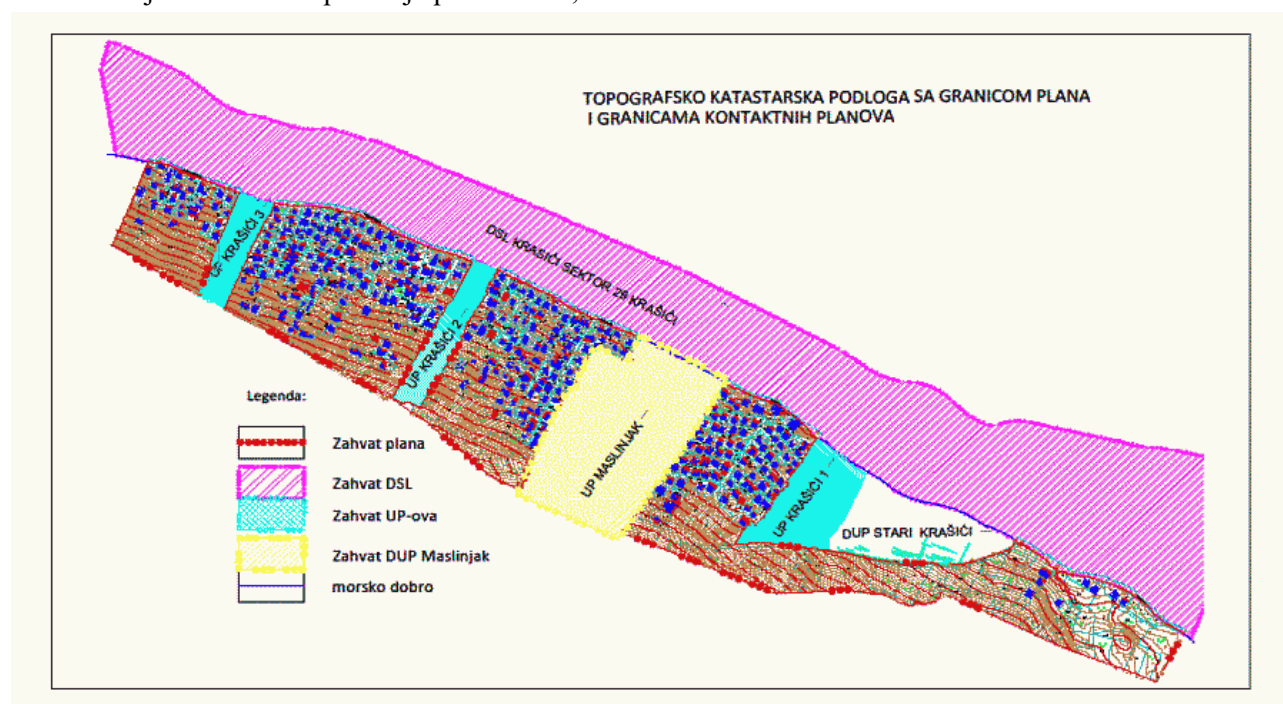 TOPOGRAFSKO KATASTARSKA PODLOGA SA GRANICOM PLANA
I GRANICAMA KONTAKTNIH PLANOVA
DSL KRAŠIĆI SEKTOR 28 KRAŠIĆI
UP KRAŠIĆI 3
UP KRAŠIĆI 2
UP MASLINJAK
UP KRAŠIĆI 1
DUP STARI KRAŠIĆI
Legenda:
Zahvat plana
Zahvat DSL
Zahvat UP-ova
Zahvat DUP Maslinjak
morsko dobro